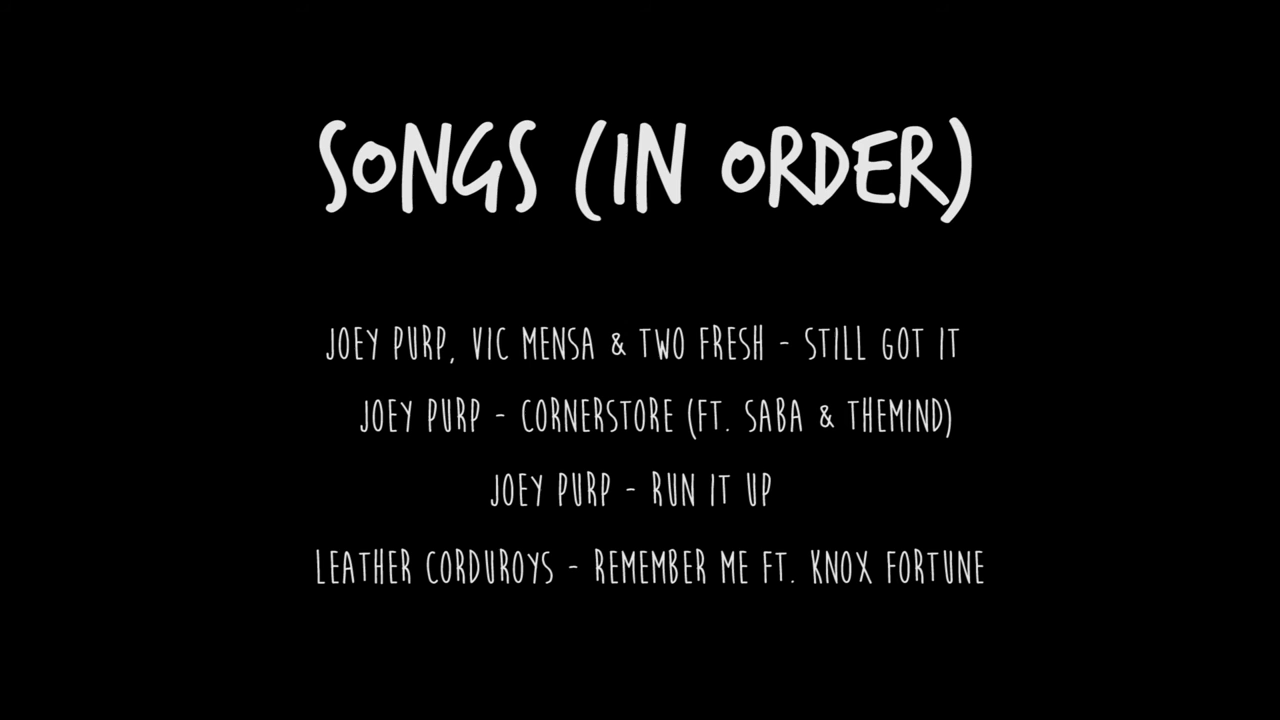 SONGS (IN ORDER)
JOEY PURP, VIC MENSA & TWO FRESH - STILL GOT IT
JOEY PURP - CORNERSTORE (FT. SABA & THEMIND)
JOEY PURP - RUN IT UP
LEATHER CORDUROYS - REMEMBER ME FT. KNOX FORTUNE